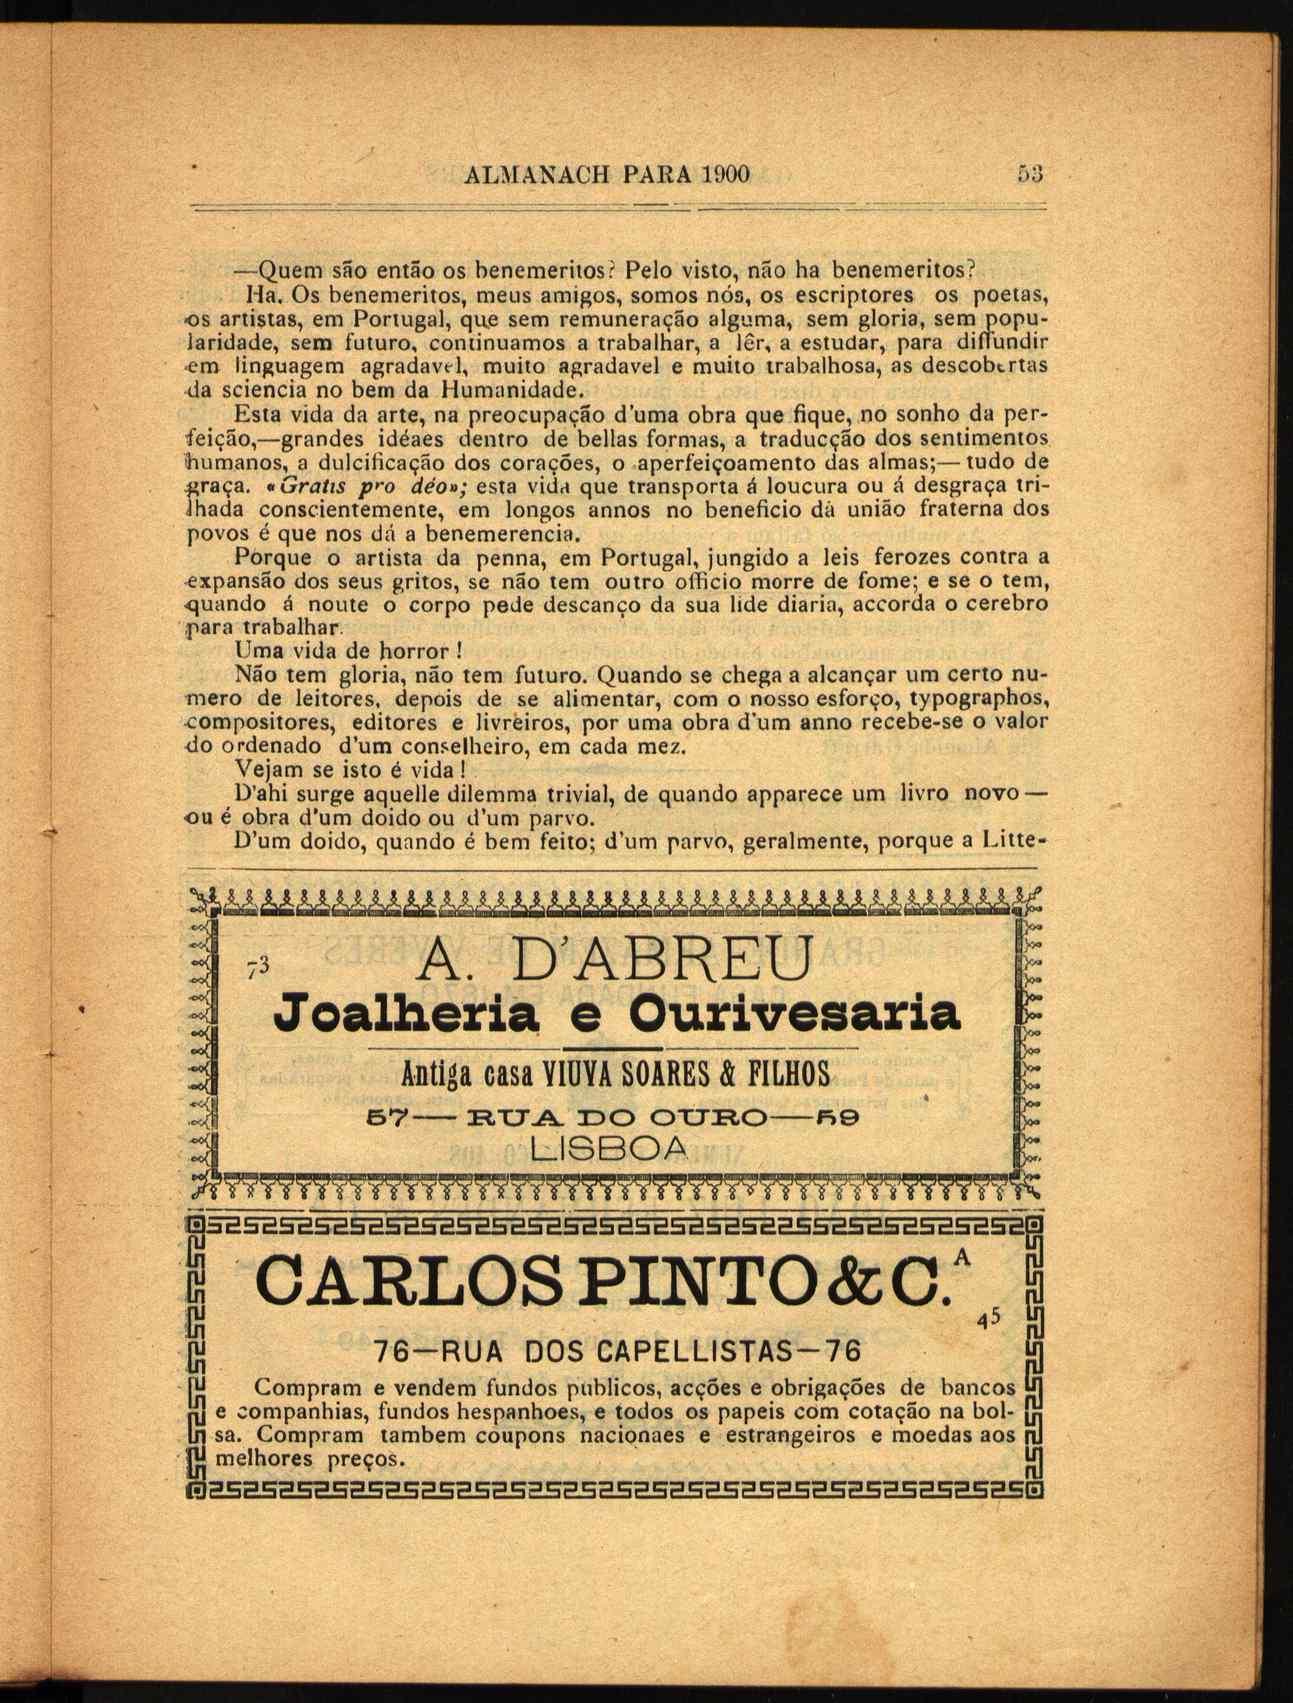 ALMANACH PARA 1900 53
—Quem são então os benemeritos? Pelo visto, não ha benemeritos?
Ha. Os benemeritos, meus amigos, somos nós, os escriptores os poetas,
os artistas, em Portugal, que sem remuneração alguma, sem gloria, sem popu-
laridade, sem futuro, continuamos a trabalhar, a lêr, a estudar, para diffundir
em linguagem agradavel, muito agradavel e muito trabalhosa, as descobertas
da sciencia no bem da Humanidade.
Esta vida da arte, na preocupação d'uma obra que fique, no sonho da per-
feição,—grandes idéaes dentro de bellas formas, a traducção dos sentimentos
humanos, a dulcificação dos corações, o aperfeiçoamento das almas;—tudo de
graça. «Gratis pro déo»; esta vida que transporta á loucura ou á desgraça tri-
lhada conscientemente, em longos annos no beneficio dá união fraterna dos
povos é que nos dá a benemerencia.
Porque o artista da penna, em Portugal, jungido a leis ferozes contra a
expansão dos seus gritos, se não tem outro officio morre de fome; e se o tem,
quando á noute o corpo pede descanço da sua lide diaria, accorda o cerebro
para trabalhar.
Uma vida de horror!
Não tem gloria, não tem futuro. Quando se chega a alcançar um certo nu-
mero de leitores, depois de se alimentar, com o nosso esforço, typographos,
compositores, editores e livreiros, por uma obra d'um anno recebe-se o valor
do ordenado d'um conselheiro, em cada mez.
Vejam se isto é vida!
D'ahi surge aquelle dilemma trivial, de quando apparece um livro novo—
ou é obra d'um doido ou d'um parvo.
D'um doido, quando é bem feito; d'um parvo, geralmente, porque a Litte-
73 A. D'ABREU
Joalheria e Ourivesaria
Antiga casa VIUVA SOARES & FILHOS
57—RUA DO OURO—59
LISBOA
CARLOS PINTO & C.A
45
76—RUA DOS CAPELLISTAS—76
Compram e vendem fundos publicos, acções e obrigações de bancos
e companhias, fundos hespanhoes, e todos os papeis com cotação na bol-
sa. Compram tambem coupons nacionaes e estrangeiros e moedas aos
melhores preços.